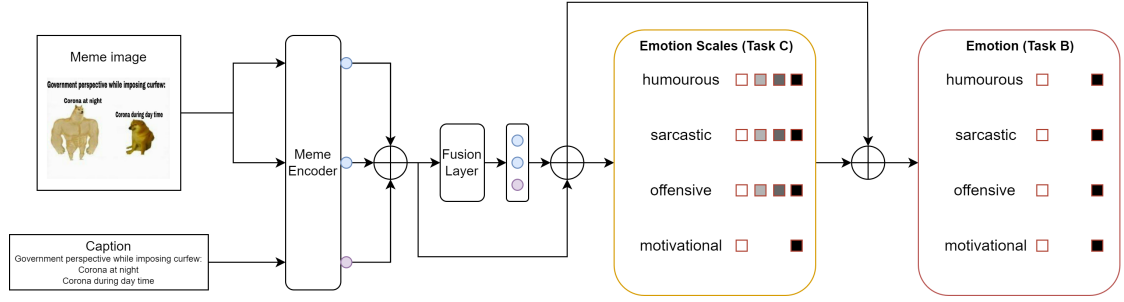 Meme image
Government perspective while imposing curfew:
Corona at night
Corona during day time
Caption
Government perspective while imposing curfew:
Corona at night
Corona during day time
Meme
Encoder
Fusion
Layer
Emotion Scales (Task C)
humourous
sarcastic
offensive
motivational
Emotion (Task B)
humourous
sarcastic
offensive
motivational